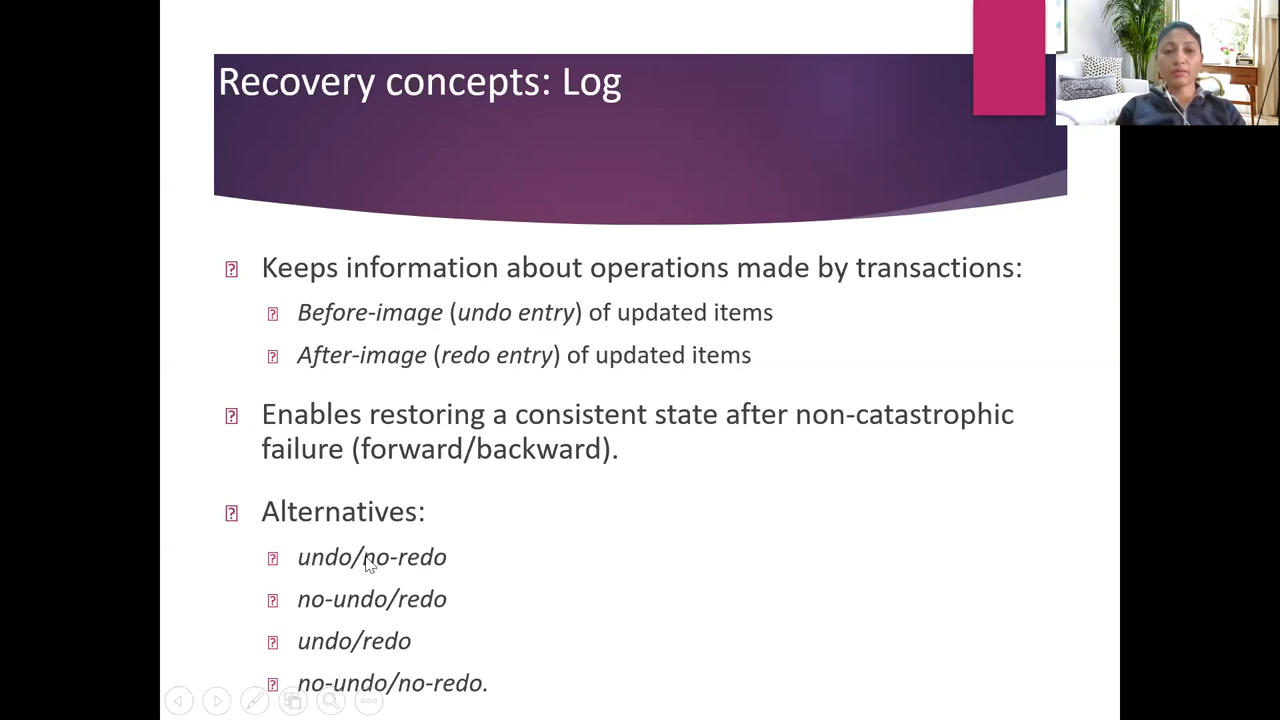 Recovery concepts: Log
Keeps information about operations made by transactions:
Before-image (undo entry) of updated items
After-image (redo entry) of updated items
Enables restoring a consistent state after non-catastrophic
failure (forward/backward).
Alternatives:
undo/no-redo
no-undo/redo
undo/redo
no-undo/no-redo.